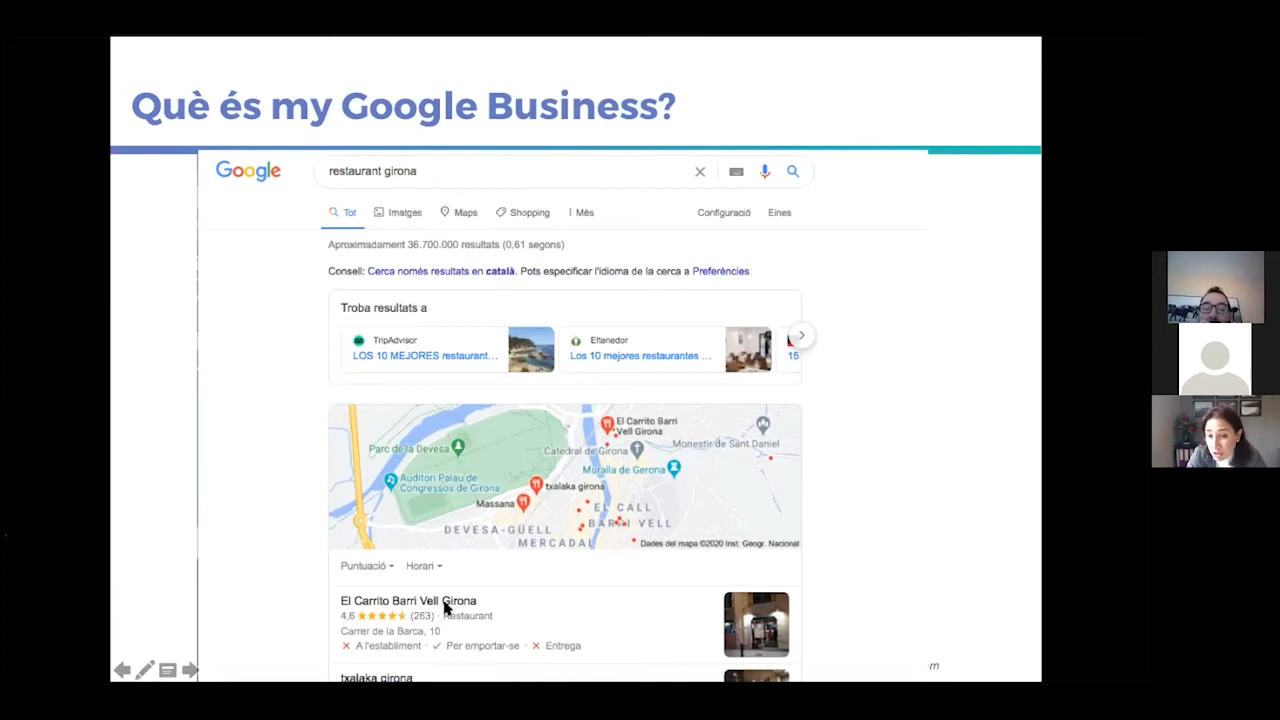 Què és my Google Business?
Google
restaurant girona
Tot Imatges Maps Shopping Més Configuració Eines
Aproximadament 36.700.000 resultats (0,61 segons)
Consell: Cerca només resultats en català. Pots especificar l'idioma de la cerca a Preferències
Troba resultats a
TripAdvisor
LOS 10 MEJORES restaurant...
Eltenedor
Los 10 mejores restaurantes ...
15
El Carrito Barri
Vell Girona
Parc de la Devesa
Catedral de Girona
Monestir de Sant Daniel
Muralla de Gerona
Auditori Palau de
Congressos de Girona
txalaka girona
Massana
EL CALL
BARRI VELL
DEVESA-GÜELL
MERCADAL
Dades del mapa ©2020 Inst. Geogr. Nacional
Puntuació Horari
El Carrito Barri Vell Girona
4,6 (263) · Restaurant
Carrer de la Barca, 10
A l'establiment · Per emportar-se · Entrega
txalaka girona
m